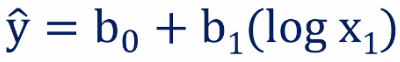 ŷ = b₀ + b₁(log x₁)